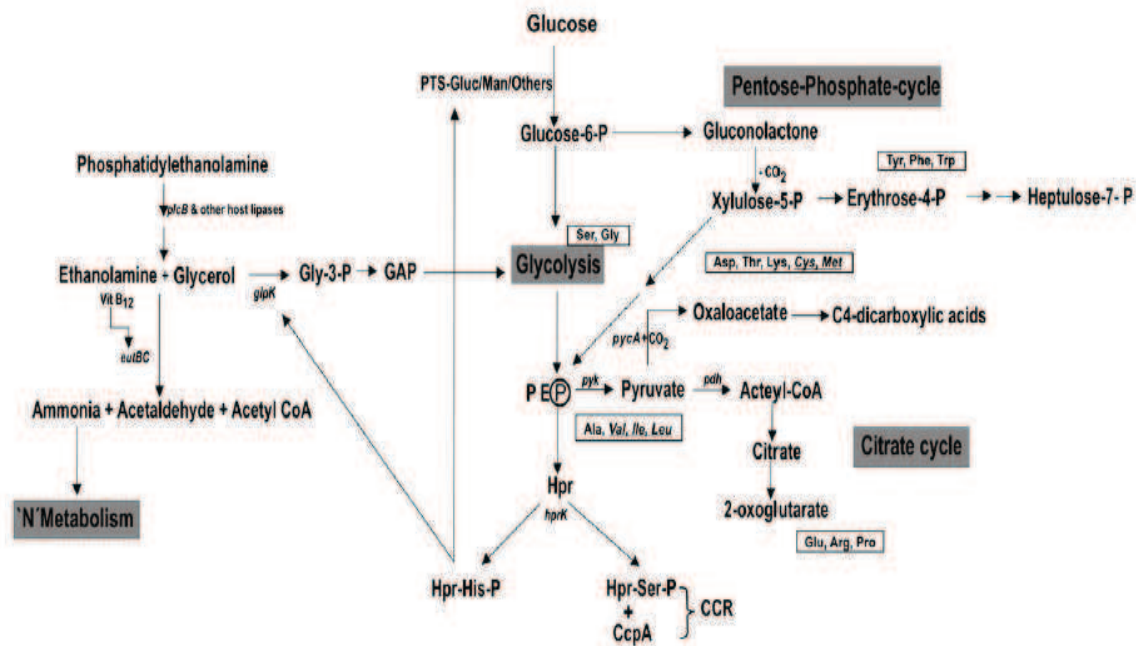 Glucose
PTS-Gluc/Man/Others
Pentose-Phosphate-cycle
Glucose-6-P
Gluconolactone
- CO2
Tyr, Phe, Trp
Xylulose-5-P
Erythrose-4-P
Heptulose-7- P
Phosphatidylethanolamine
plcB & other host lipases
Ser, Gly
Glycolysis
Asp, Thr, Lys, Cys, Met
Ethanolamine + Glycerol
glpK
Gly-3-P
GAP
Vit B12
eutBC
Oxaloacetate
C4-dicarboxylic acids
pycA+CO2
P E P
pyk
Pyruvate
pdh
Acteyl-CoA
Ammonia + Acetaldehyde + Acetyl CoA
Ala, Val, Ile, Leu
Citrate
Citrate cycle
`N´Metabolism
Hpr
hprK
2-oxoglutarate
Glu, Arg, Pro
Hpr-His-P
Hpr-Ser-P
+
CcpA
CCR